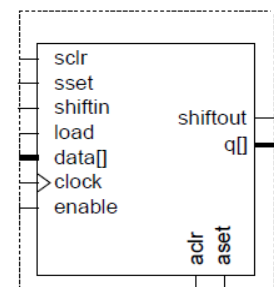 sclr
sset
shiftin
load
data[]
clock
enable
shiftout
q[]
aclr
aset